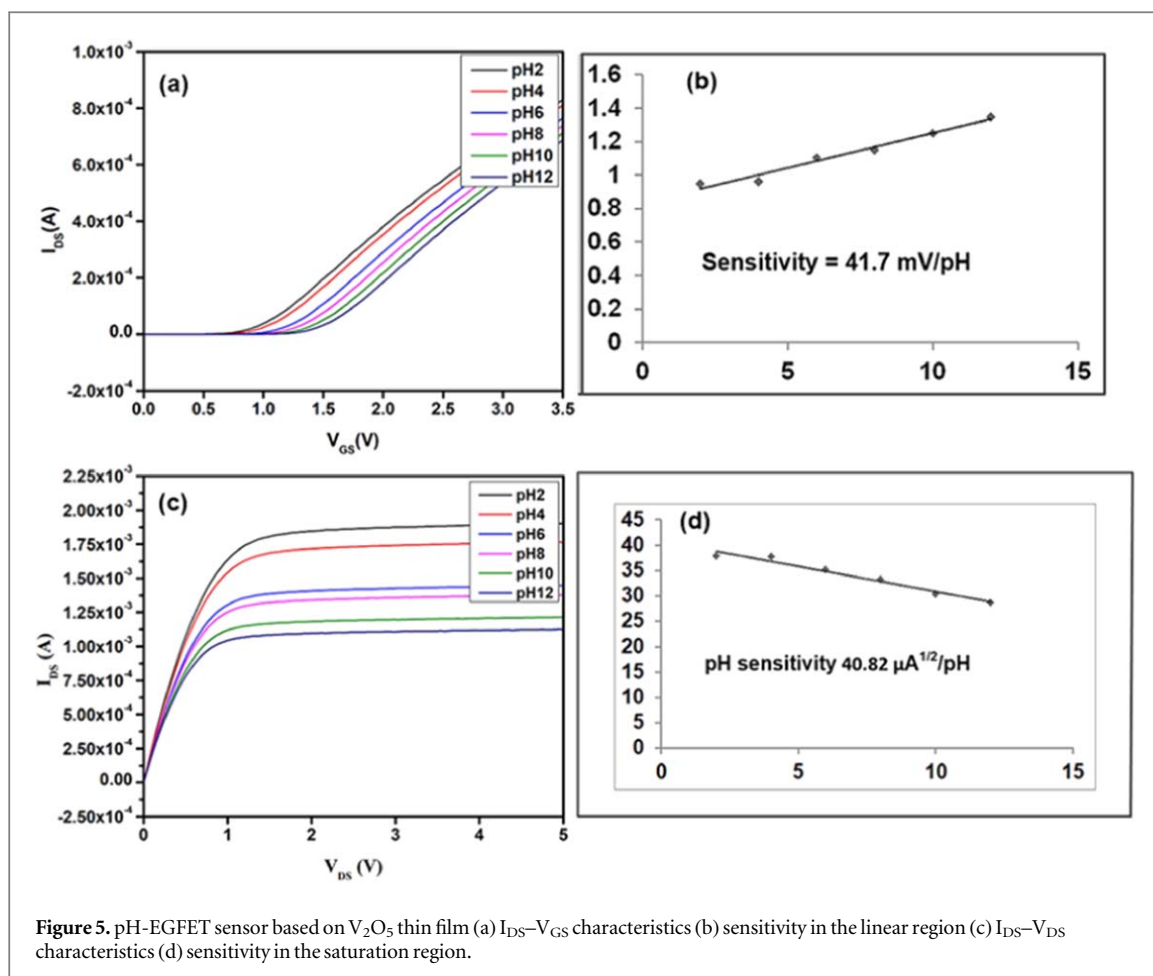 1.0x10⁻³
8.0x10⁻⁴
6.0x10⁻⁴
4.0x10⁻⁴
2.0x10⁻⁴
0.0
-2.0x10⁻⁴
I_DS(A)
(a)
pH2
pH4
pH6
pH8
pH10
pH12
0.0 0.5 1.0 1.5 2.0 2.5 3.0 3.5
V_GS(V)
(b)
1.6
1.4
1.2
1
0.8
0.6
0.4
0.2
0
Sensitivity = 41.7 mV/pH
0 5 10 15
2.25x10⁻³
2.00x10⁻³
1.75x10⁻³
1.50x10⁻³
1.25x10⁻³
1.00x10⁻³
7.50x10⁻⁴
5.00x10⁻⁴
2.50x10⁻⁴
0.00
-2.50x10⁻⁴
I_DS (A)
(c)
pH2
pH4
pH6
pH8
pH10
pH12
0 1 2 3 4 5
V_DS (V)
(d)
45
40
35
30
25
20
15
10
5
0
pH sensitivity 40.82 μA^1/2/pH
0 5 10 15
Figure 5. pH-EGFET sensor based on V₂O₅ thin film (a) I_DS–V_GS characteristics (b) sensitivity in the linear region (c) I_DS–V_DS
characteristics (d) sensitivity in the saturation region.